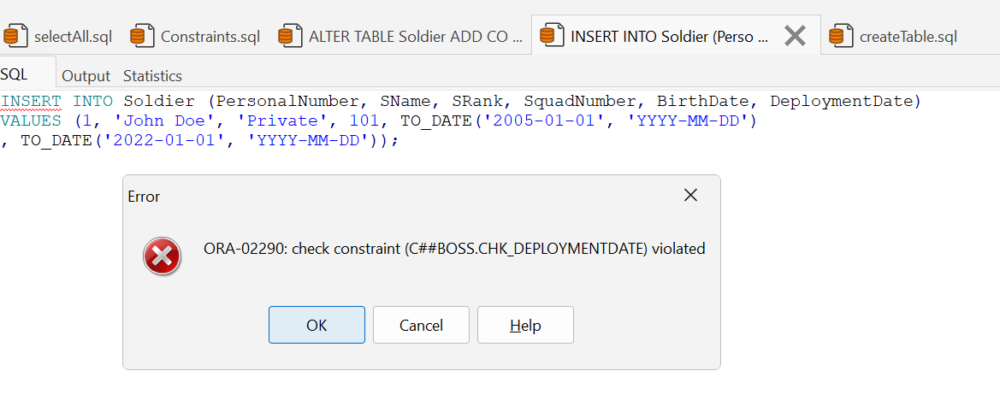 selectAll.sql
Constraints.sql
ALTER TABLE Soldier ADD CO ...
INSERT INTO Soldier (Perso ...
createTable.sql
SQL
Output
Statistics
INSERT INTO Soldier (PersonalNumber, SName, SRank, SquadNumber, BirthDate, DeploymentDate)
VALUES (1, 'John Doe', 'Private', 101, TO_DATE('2005-01-01', 'YYYY-MM-DD')
, TO_DATE('2022-01-01', 'YYYY-MM-DD'));
Error
ORA-02290: check constraint (C##BOSS.CHK_DEPLOYMENTDATE) violated
OK
Cancel
Help